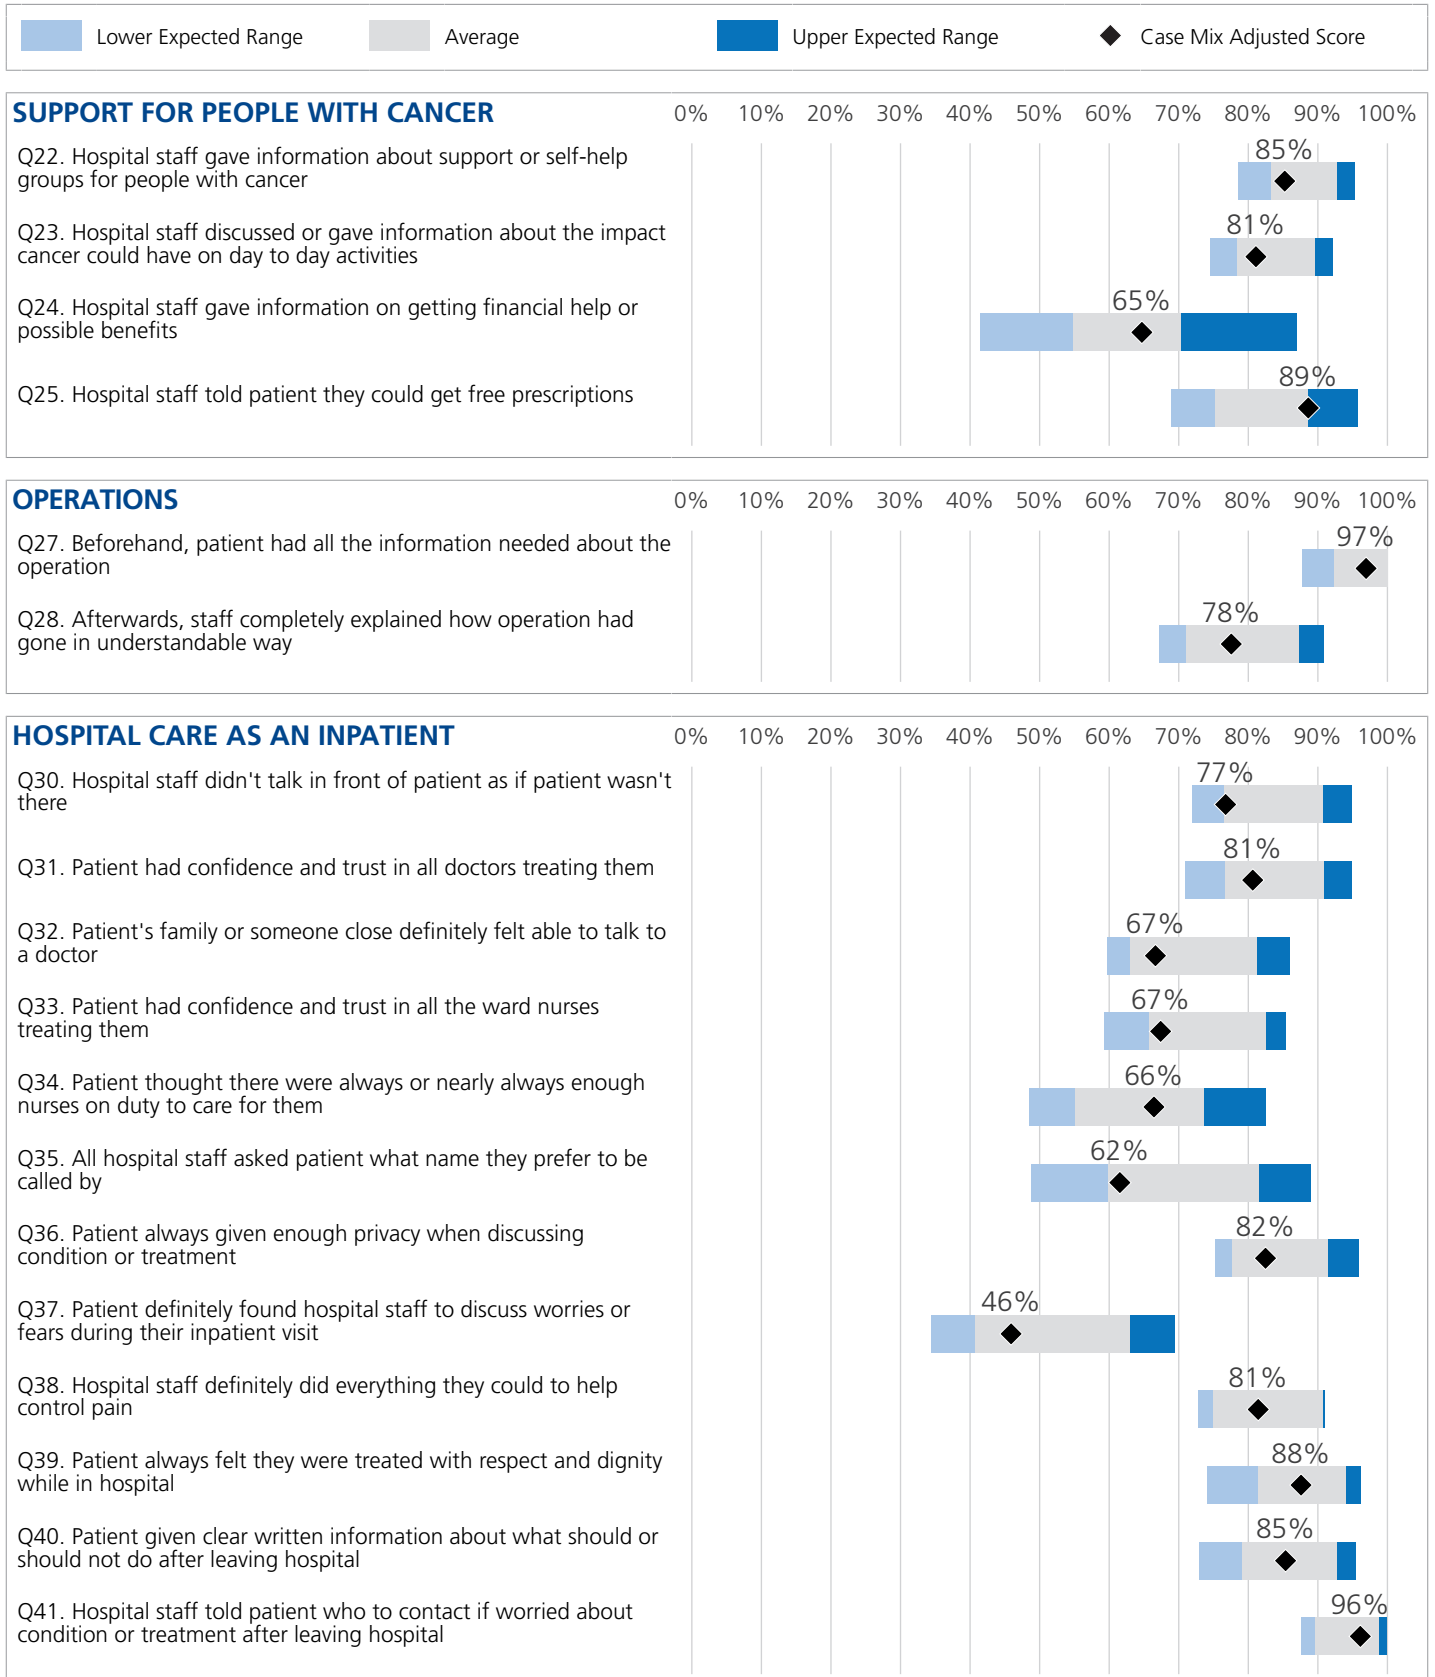 Lower Expected Range Average Upper Expected Range Case Mix Adjusted Score
SUPPORT FOR PEOPLE WITH CANCER 0% 10% 20% 30% 40% 50% 60% 70% 80% 90% 100%
Q22. Hospital staff gave information about support or self-help
groups for people with cancer
85%
Q23. Hospital staff discussed or gave information about the impact
cancer could have on day to day activities
81%
Q24. Hospital staff gave information on getting financial help or
possible benefits
65%
Q25. Hospital staff told patient they could get free prescriptions
89%
OPERATIONS 0% 10% 20% 30% 40% 50% 60% 70% 80% 90% 100%
Q27. Beforehand, patient had all the information needed about the
operation
97%
Q28. Afterwards, staff completely explained how operation had
gone in understandable way
78%
HOSPITAL CARE AS AN INPATIENT 0% 10% 20% 30% 40% 50% 60% 70% 80% 90% 100%
Q30. Hospital staff didn't talk in front of patient as if patient wasn't
there
77%
Q31. Patient had confidence and trust in all doctors treating them
81%
Q32. Patient's family or someone close definitely felt able to talk to
a doctor
67%
Q33. Patient had confidence and trust in all the ward nurses
treating them
67%
Q34. Patient thought there were always or nearly always enough
nurses on duty to care for them
66%
Q35. All hospital staff asked patient what name they prefer to be
called by
62%
Q36. Patient always given enough privacy when discussing
condition or treatment
82%
Q37. Patient definitely found hospital staff to discuss worries or
fears during their inpatient visit
46%
Q38. Hospital staff definitely did everything they could to help
control pain
81%
Q39. Patient always felt they were treated with respect and dignity
while in hospital
88%
Q40. Patient given clear written information about what should or
should not do after leaving hospital
85%
Q41. Hospital staff told patient who to contact if worried about
condition or treatment after leaving hospital
96%